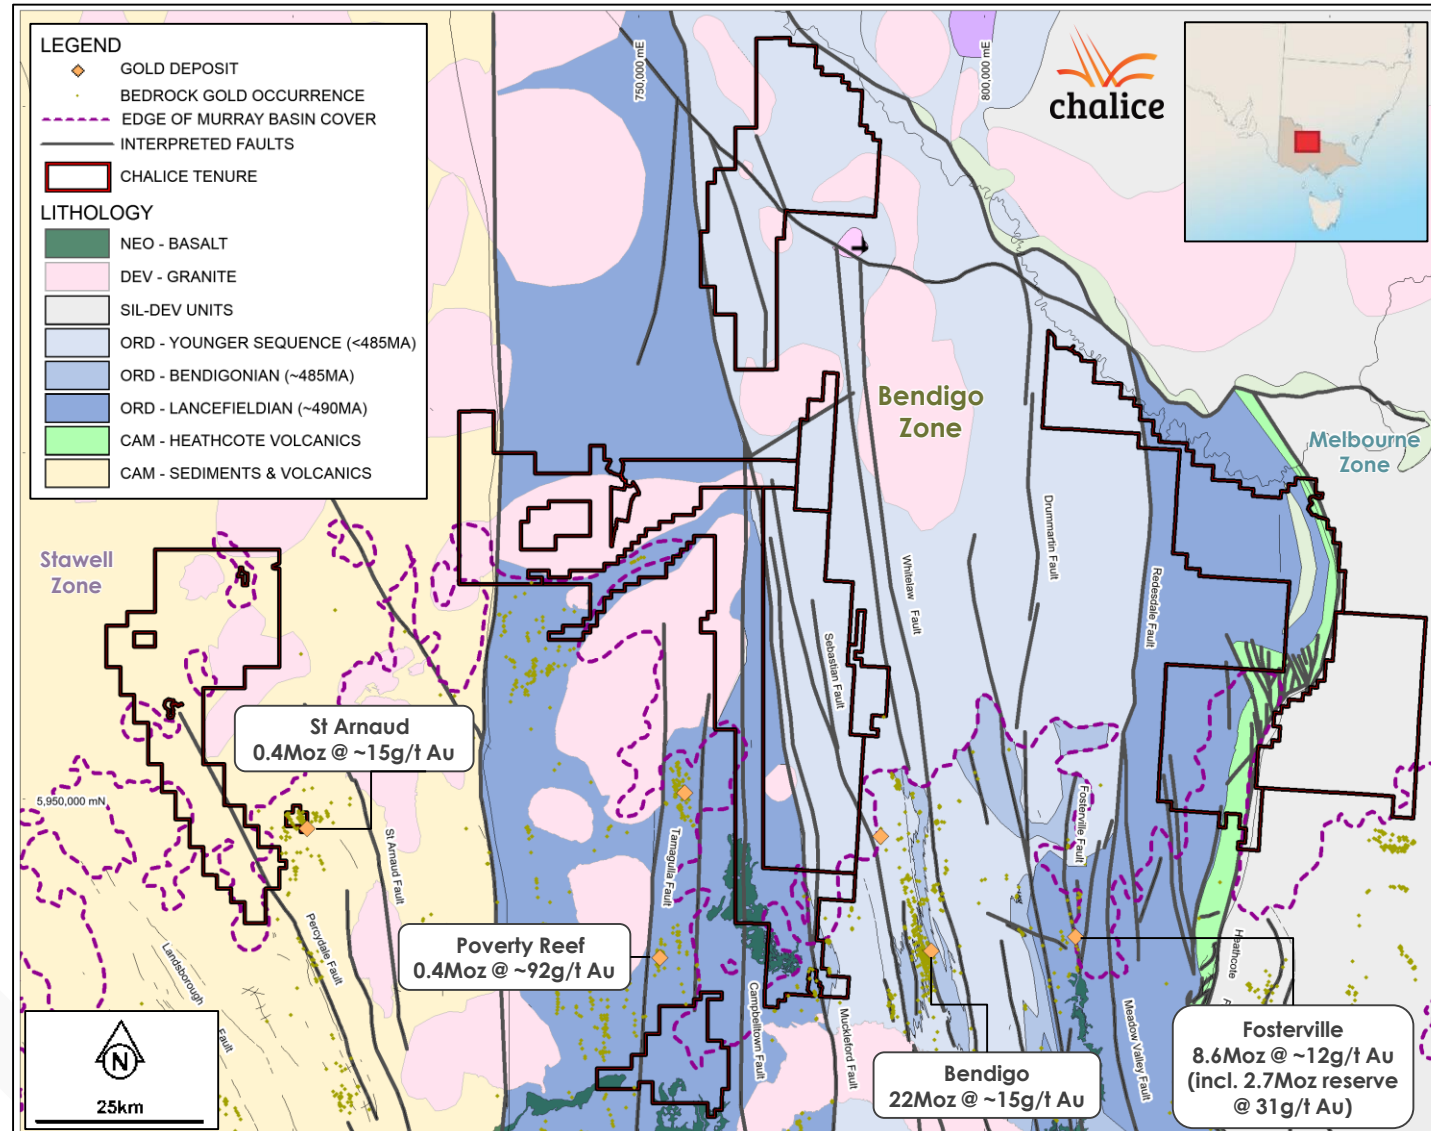 LEGEND
GOLD DEPOSIT
BEDROCK GOLD OCCURRENCE
EDGE OF MURRAY BASIN COVER
INTERPRETED FAULTS
CHALICE TENURE
LITHOLOGY
NEO - BASALT
DEV - GRANITE
SIL-DEV UNITS
ORD - YOUNGER SEQUENCE (<485MA)
ORD - BENDIGONIAN (~485MA)
ORD - LANCEFIELDIAN (~490MA)
CAM - HEATHCOTE VOLCANICS
CAM - SEDIMENTS & VOLCANICS
750,000 mE
800,000 mE
chalice
Bendigo
Zone
Melbourne
Zone
Stawell
Zone
Drummartin Fault
Redesdale Fault
Whitelaw Fault
Sebastian Fault
St Arnaud
0.4Moz @ ~15g/t Au
5,950,000 mN
St Arnaud Fault
Tarnagulla Fault
Fosterville Fault
Percydale Fault
Landsborough
Fault
Poverty Reef
0.4Moz @ ~92g/t Au
Campbelltown Fault
Muckleford Fault
Meadow Valley Fault
Heathcote
F
Bendigo
22Moz @ ~15g/t Au
Fosterville
8.6Moz @ ~12g/t Au
(incl. 2.7Moz reserve
@ 31g/t Au)
N
25km